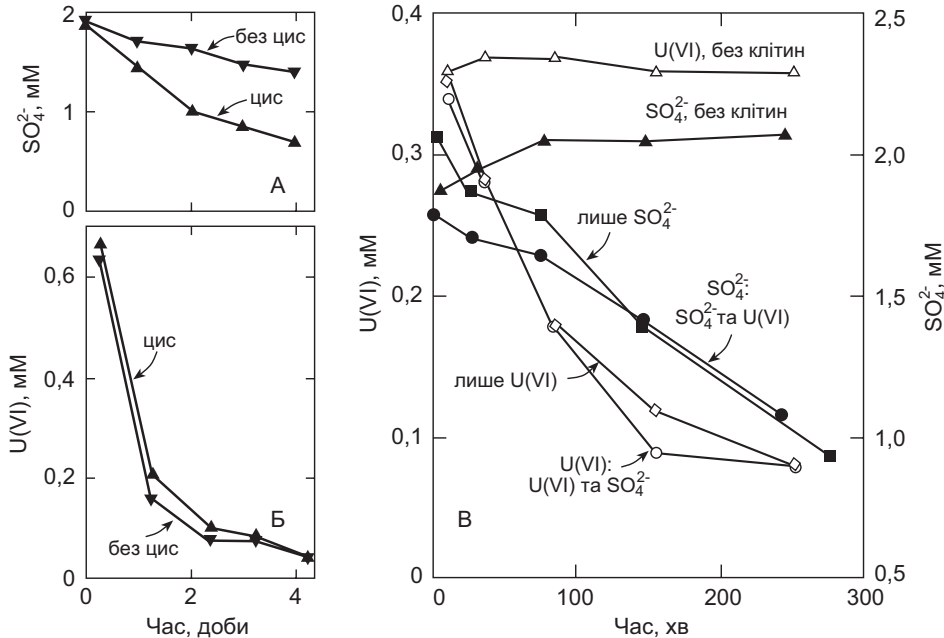 2
1
0
SO₄²⁻, мМ
без цис
цис
А
0,6
0,4
0,2
0
U(VI), мМ
цис
без цис
Б
0
2
4
Час, доби
0,4
0,3
0,2
0,1
0
U(VI), мМ
U(VI), без клітин
SO₄²⁻, без клітин
лише SO₄²⁻
SO₄²⁻:
SO₄²⁻ та U(VI)
лише U(VI)
U(VI):
U(VI) та SO₄²⁻
В
2,5
2,0
1,5
1,0
0,5
SO₄²⁻, мМ
0
100
200
300
Час, хв